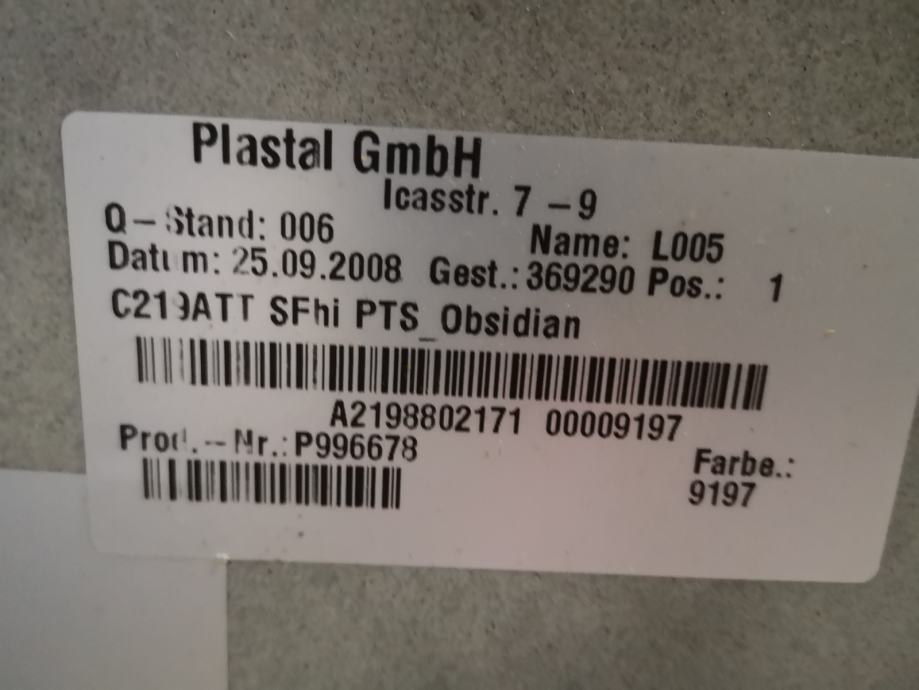 Plastal GmbH
Icasstr. 7 - 9
Q-Stand: 006 Name: L005
Datum: 25.09.2008 Gest.: 369290 Pos.: 1
C219ATT SFhi PTS_Obsidian
A2198802171 00009197
Prod.-Nr.: P996678 Farbe.:
9197